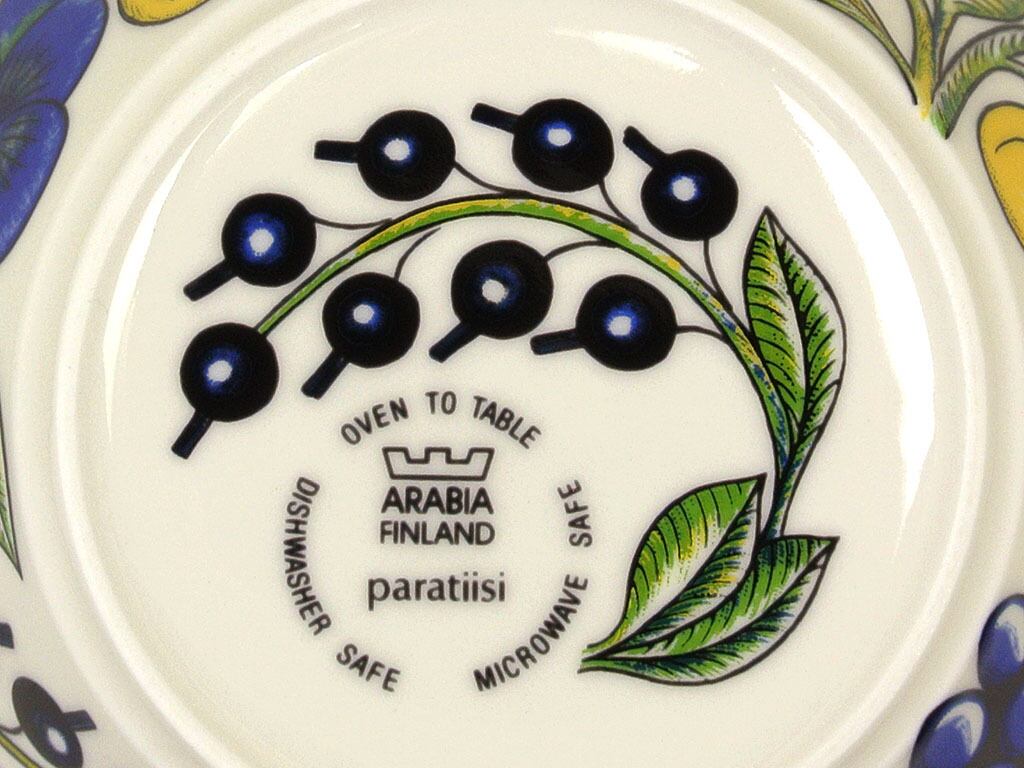 OVEN TO TABLE
ARABIA
FINLAND
paratiisi
DISHWASHER SAFE
MICROWAVE SAFE